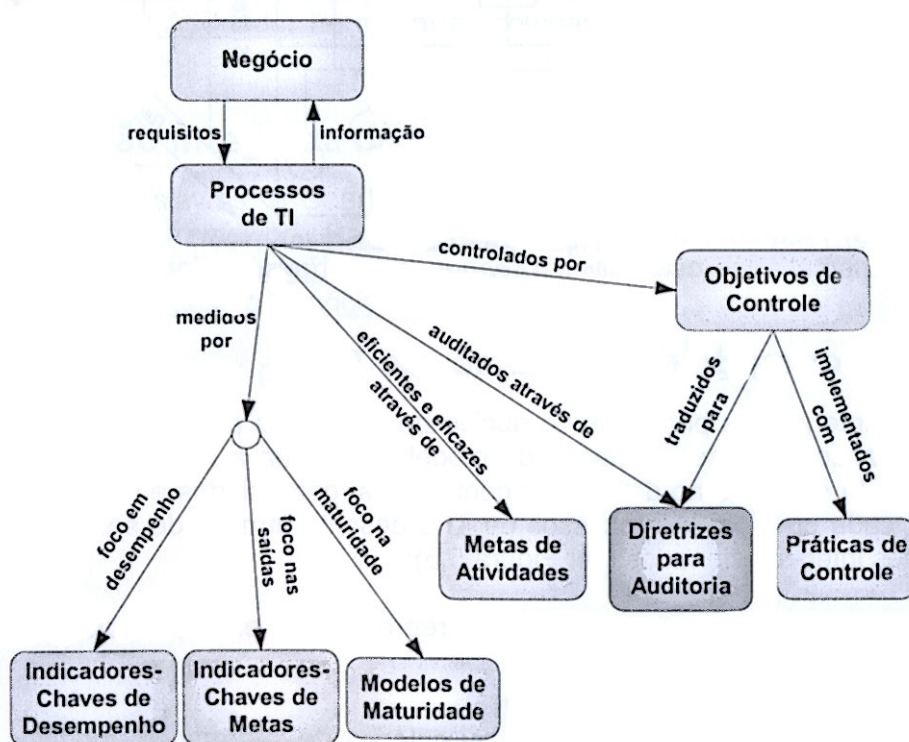 Negócio
requisitos
informação
Processos
de TI
controlados por
Objetivos de
Controle
medidos
por
eficientes e eficazes
através de
auditados através de
traduzidos
para
implementados
com
foco em
desempenho
foco nas
saídas
foco na
maturidade
Metas de
Atividades
Diretrizes
para
Auditoria
Práticas de
Controle
Indicadores-
Chaves de
Desempenho
Indicadores-
Chaves de
Metas
Modelos de
Maturidade